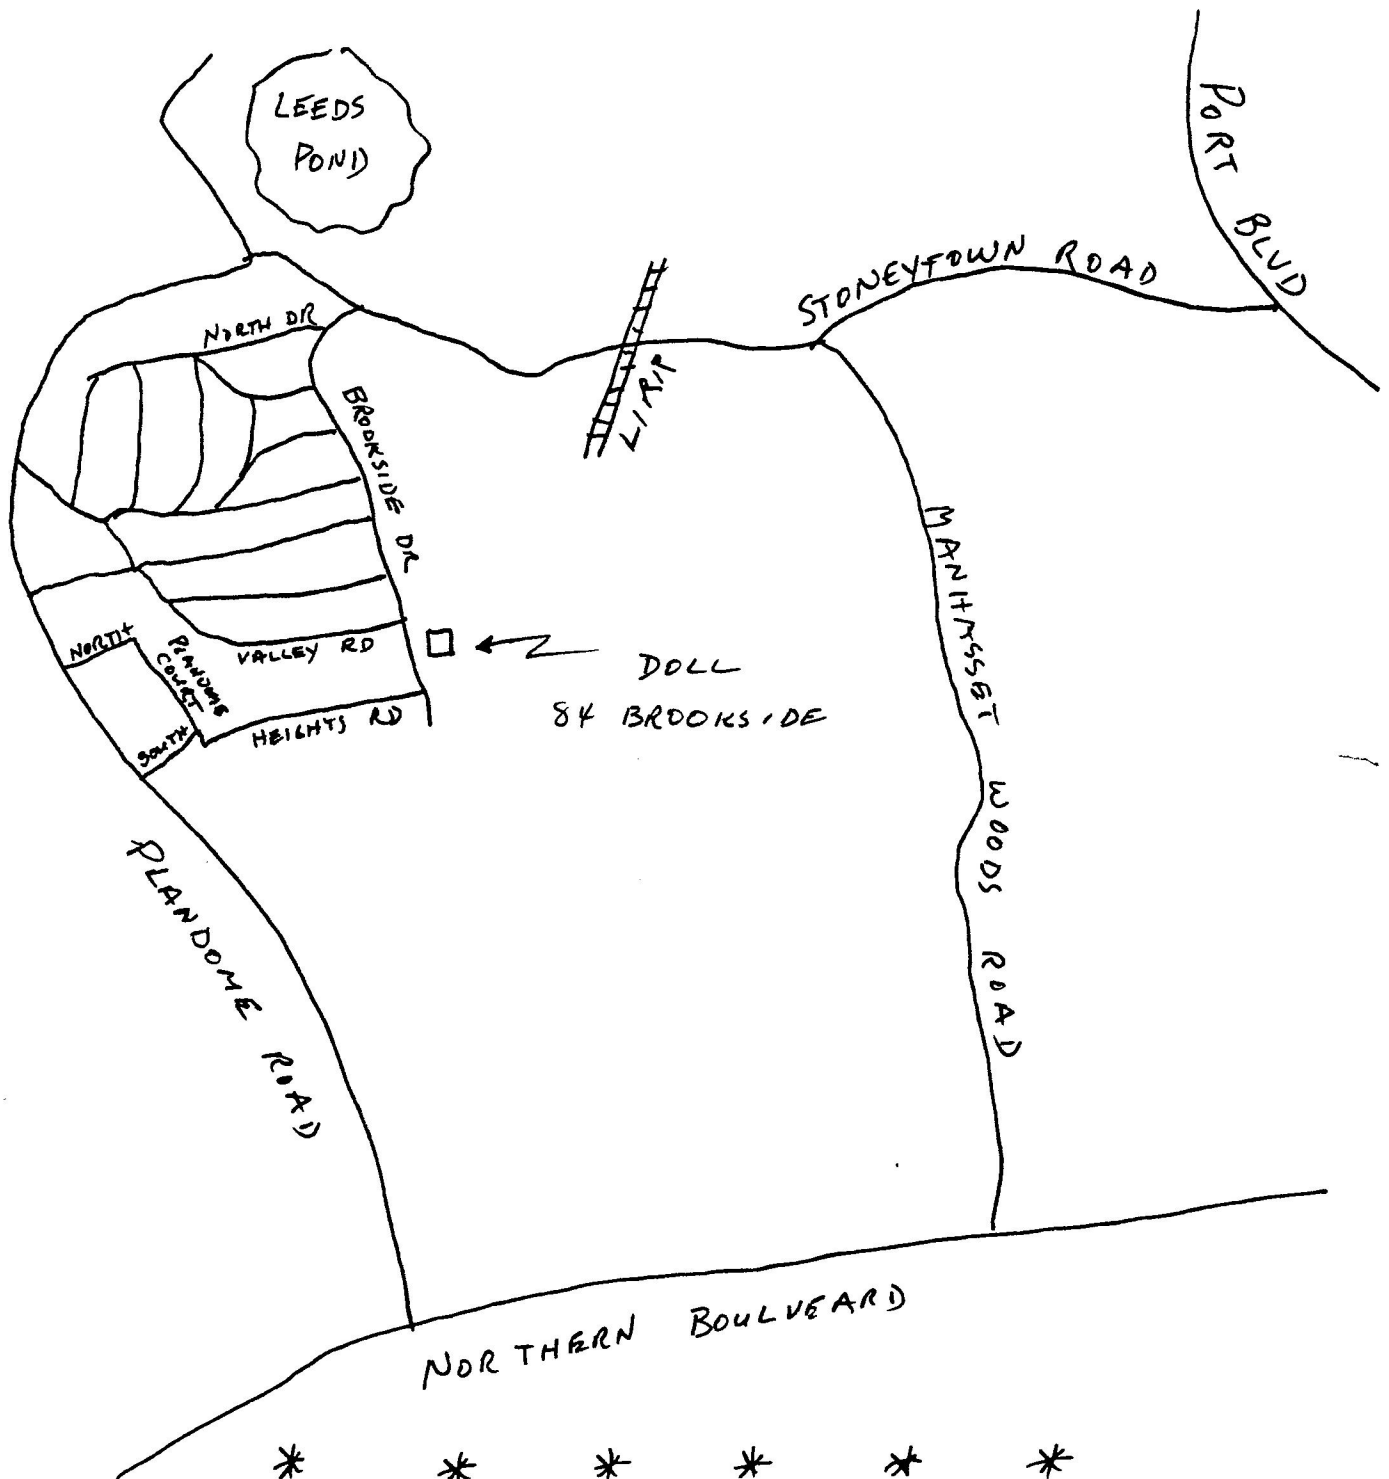 LEEDS
POND
PORT BLVD
STONEYTOWN ROAD
NORTH DR
LIRR
BROOKSIDE DR
MANHASSET WOODS ROAD
NORTH
PLANDOME
COURT
VALLEY RD
SOUTH
HEIGHTS RD
DOLL
84 BROOKSIDE
PLANDOME ROAD
NORTHERN BOULVEARD
* * * * * *